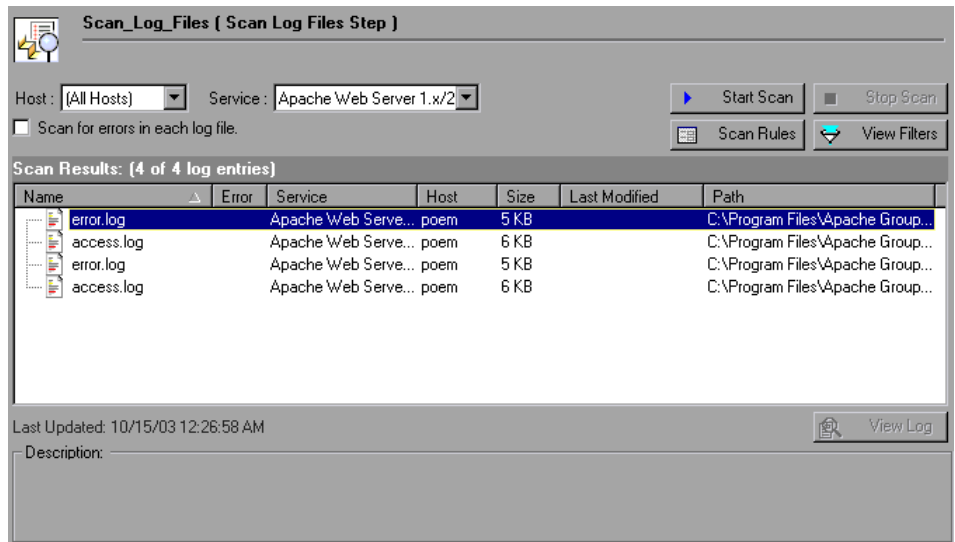 Scan_Log_Files ( Scan Log Files Step )
Host : (All Hosts) Service : Apache Web Server 1.x/2 Start Scan Stop Scan
Scan for errors in each log file. Scan Rules View Filters
Scan Results: (4 of 4 log entries)
Name Error Service Host Size Last Modified Path
error.log Apache Web Serve... poem 5 KB C:\Program Files\Apache Group...
access.log Apache Web Serve... poem 6 KB C:\Program Files\Apache Group...
error.log Apache Web Serve... poem 5 KB C:\Program Files\Apache Group...
access.log Apache Web Serve... poem 6 KB C:\Program Files\Apache Group...
Last Updated: 10/15/03 12:26:58 AM View Log
Description: